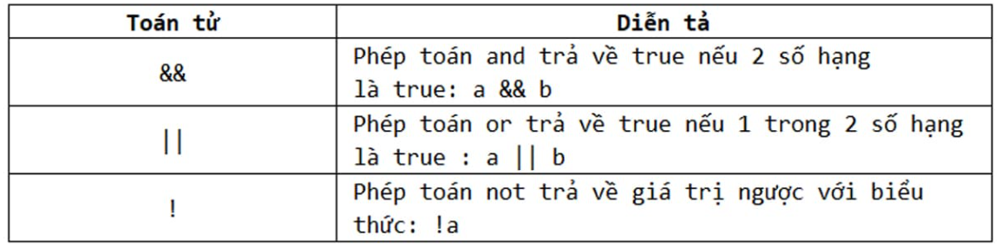 Toán tử
Diễn tả
&&
Phép toán and trả về true nếu 2 số hạng
là true: a && b
||
Phép toán or trả về true nếu 1 trong 2 số hạng
là true : a || b
!
Phép toán not trả về giá trị ngược với biểu
thức: !a